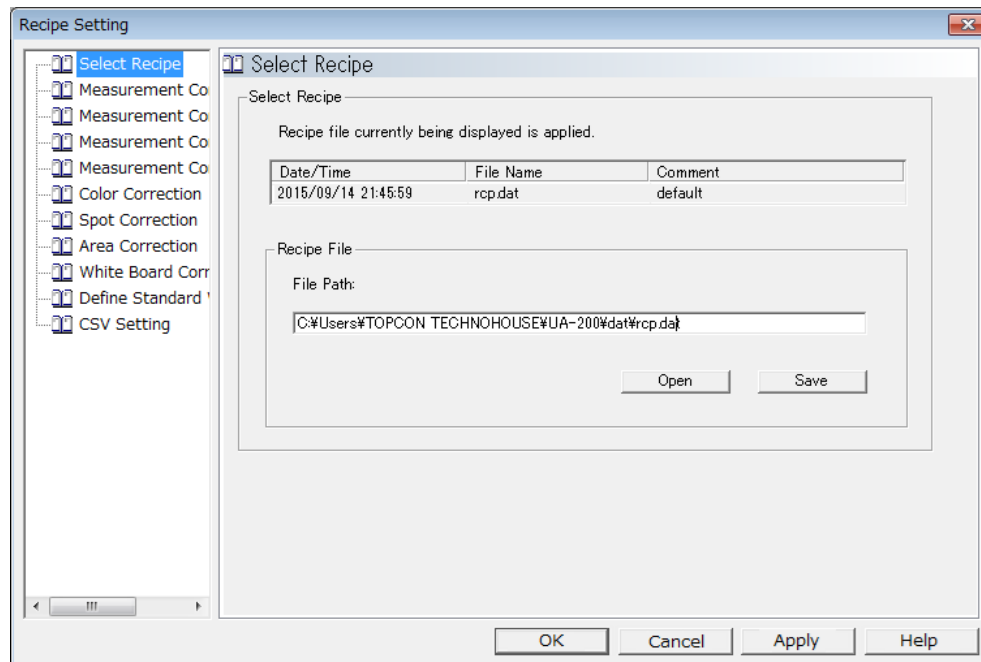 Recipe Setting
Select Recipe
Measurement Co
Measurement Co
Measurement Co
Measurement Co
Color Correction
Spot Correction
Area Correction
White Board Corr
Define Standard
CSV Setting
Select Recipe
Select Recipe
Recipe file currently being displayed is applied.
Date/Time File Name Comment
2015/09/14 21:45:59 rcp.dat default
Recipe File
File Path:
C:¥Users¥TOPCON TECHNOHOUSE¥UA-200¥dat¥rcp.dat
Open Save
OK Cancel Apply Help